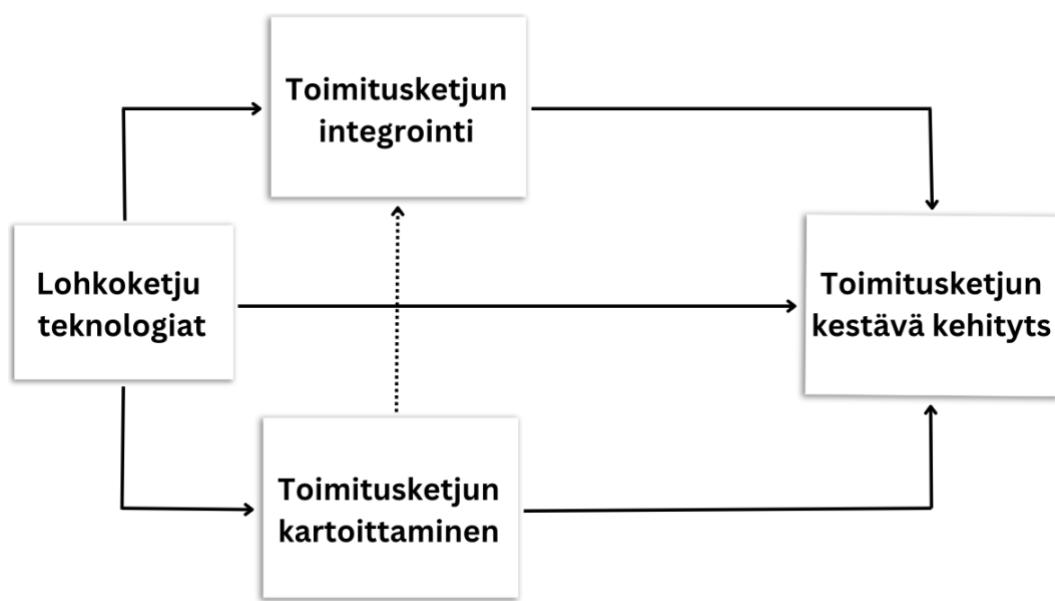 Toimitusketjun
integrointi
Lohkoketju
teknologiat
Toimitusketjun
kestävä kehityts
Toimitusketjun
kartoittaminen